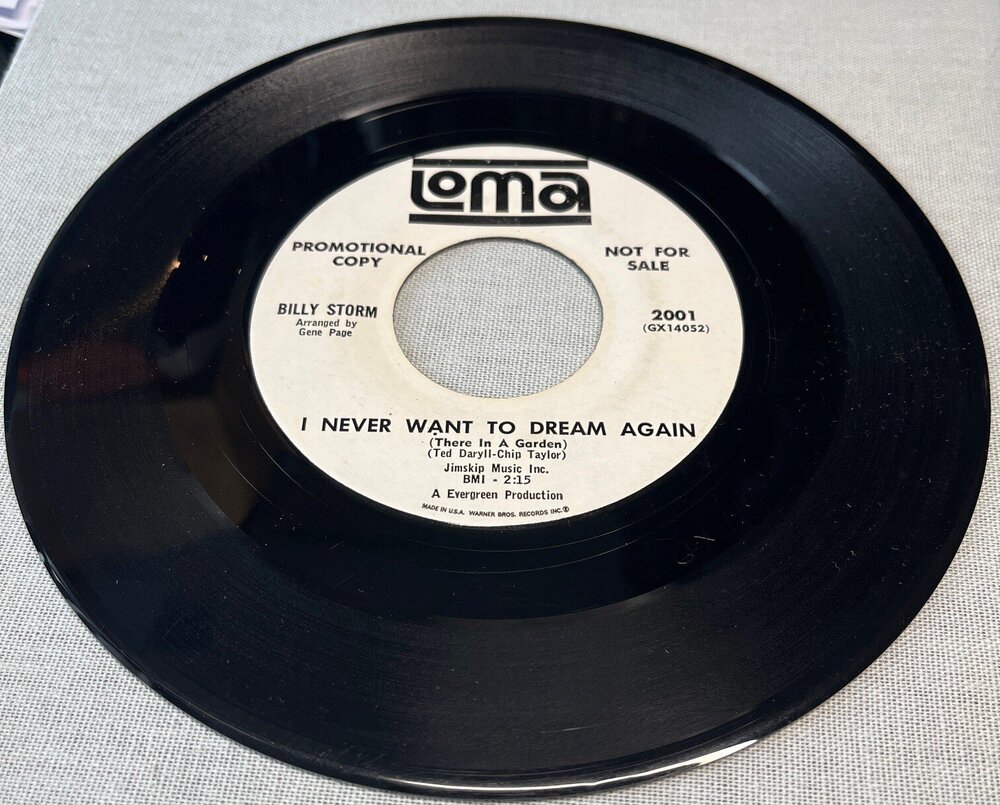 LOMA
PROMOTIONAL
COPY
NOT FOR
SALE
BILLY STORM
Arranged by
Gene Page
2001
(GX14052)
I NEVER WANT TO DREAM AGAIN
(There In A Garden)
(Ted Daryll-Chip Taylor)
Jimskip Music Inc.
BMI - 2:15
A Evergreen Production
MADE IN U.S.A. WARNER BROS. RECORDS INC.®